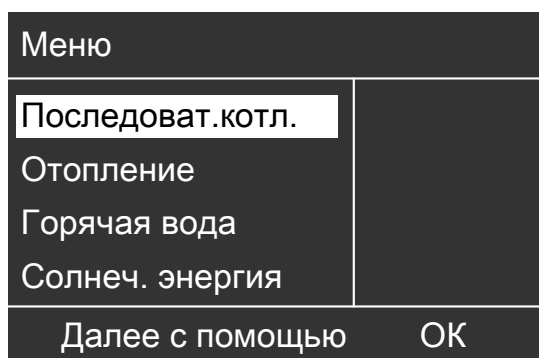 Меню
Последоват.котл.
Отопление
Горячая вода
Солнеч. энергия
Далее с помощью OK